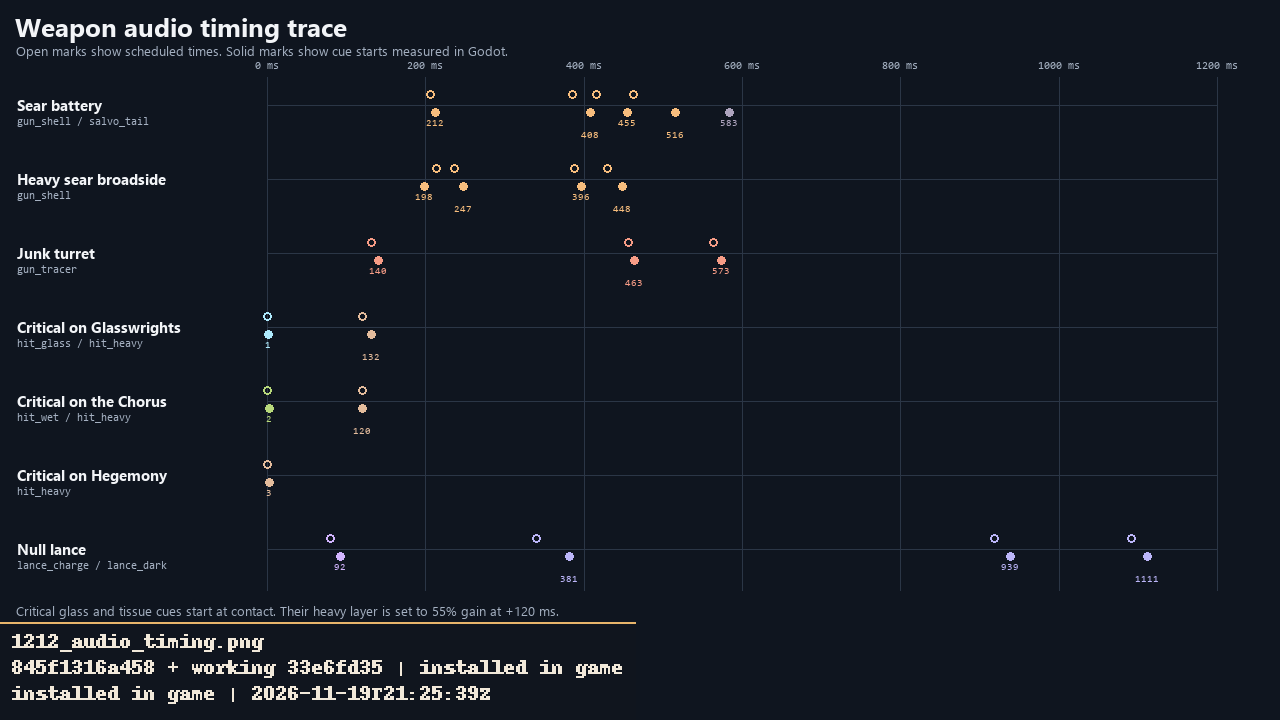 Weapon audio timing trace
Open marks show scheduled times. Solid marks show cue starts measured in Godot.
0 ms 200 ms 400 ms 600 ms 800 ms 1000 ms 1200 ms
Sear battery
gun_shell / salvo_tail
212 455 583
408 516
Heavy sear broadside
gun_shell
198 396
247 448
Junk turret
gun_tracer
140 573
463
Critical on Glasswrights
hit_glass / hit_heavy
1
132
Critical on the Chorus
hit_wet / hit_heavy
2
120
Critical on Hegemony
hit_heavy
3
Null lance
lance_charge / lance_dark
92 939
381 1111
Critical glass and tissue cues start at contact. Their heavy layer is set to 55% gain at +120 ms.
1212_audio_timing.png
845f1316a458 + working 33e6fd35 | installed in game
installed in game | 2026-11-19T21:25:39Z